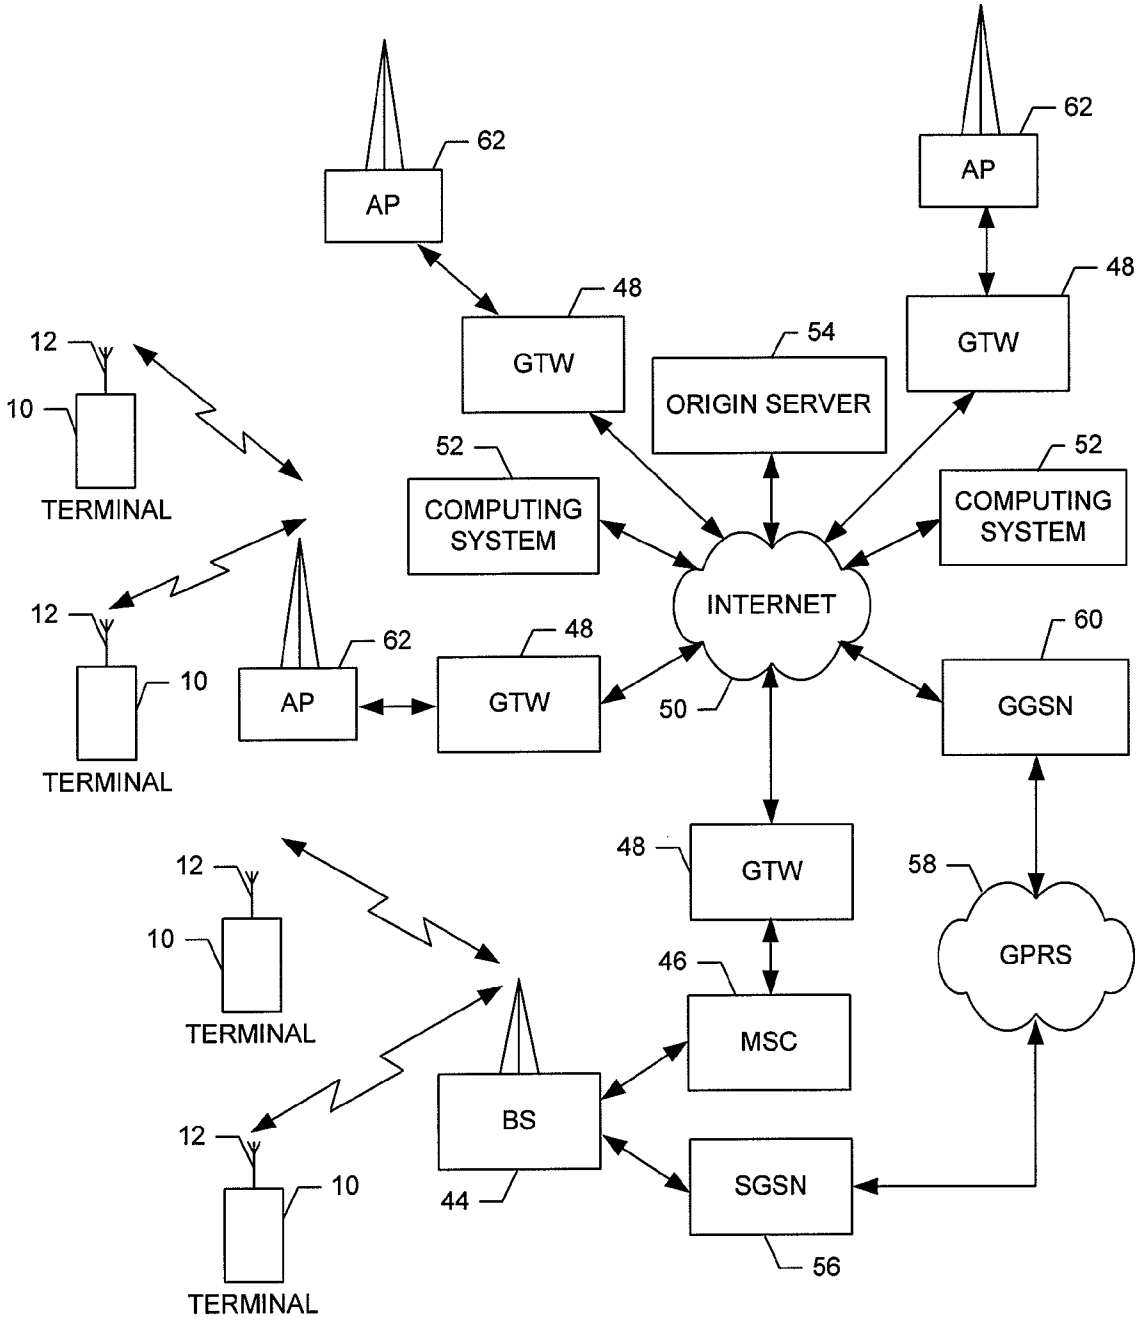 62
AP
62
AP
48
GTW
48
GTW
54
ORIGIN SERVER
12
10
TERMINAL
52
COMPUTING
SYSTEM
52
COMPUTING
SYSTEM
INTERNET
50
12
10
TERMINAL
62
AP
48
GTW
60
GGSN
48
GTW
58
GPRS
12
10
TERMINAL
46
MSC
BS
44
12
10
TERMINAL
SGSN
56